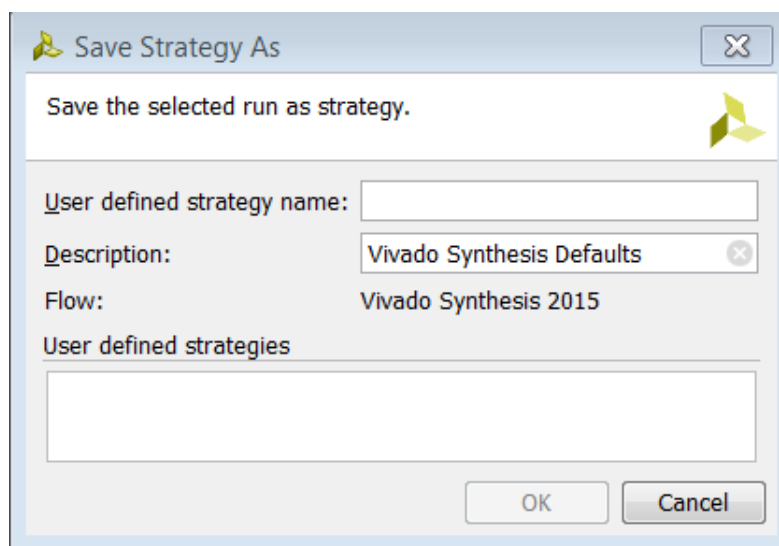 Save Strategy As
Save the selected run as strategy.
User defined strategy name:
Description: Vivado Synthesis Defaults
Flow: Vivado Synthesis 2015
User defined strategies
OK Cancel